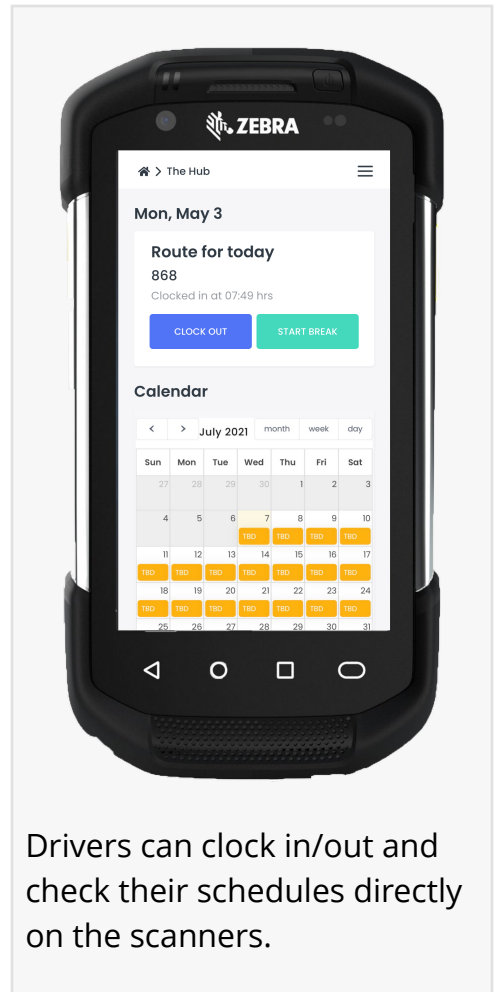 ZEBRA
> The Hub
Mon, May 3
Route for today
868
Clocked in at 07:49 hrs
CLOCK OUT START BREAK
Calendar
< > July 2021 month week day
Sun Mon Tue Wed Thu Fri Sat
27 28 29 30 1 2 3
4 5 6 7 8 9 10
TBD TBD TBD TBD
11 12 13 14 15 16 17
TBD TBD TBD TBD TBD TBD TBD
18 19 20 21 22 23 24
TBD TBD TBD TBD TBD TBD TBD
25 26 27 28 29 30 31
Drivers can clock in/out and
check their schedules directly
on the scanners.